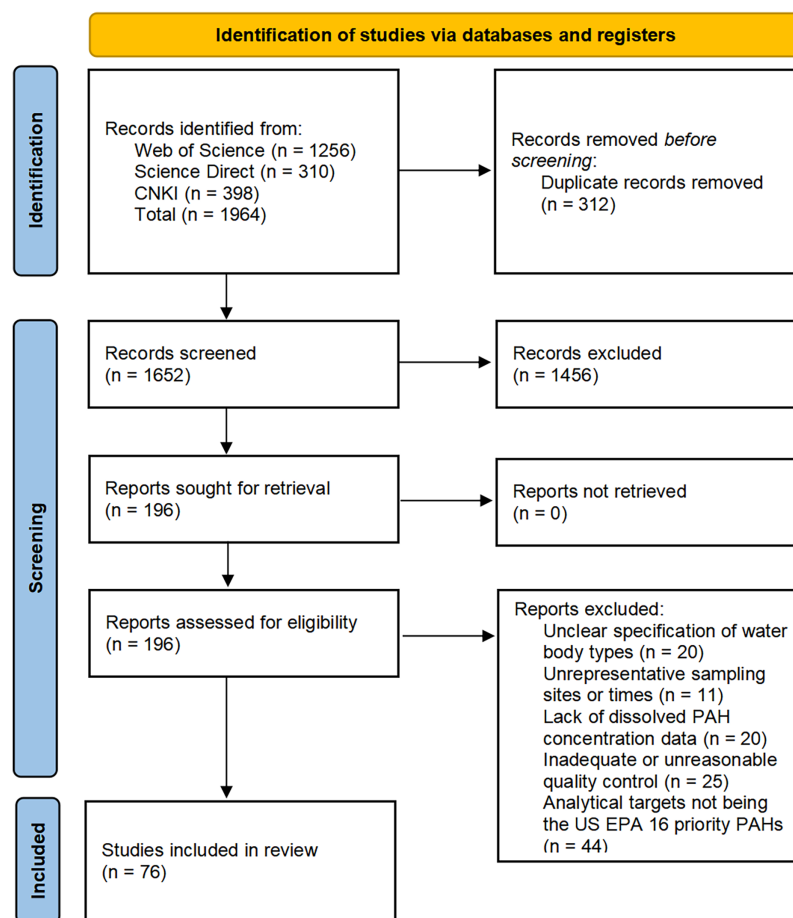 Identification of studies via databases and registers
Identification
Records identified from:
Web of Science (n = 1256)
Science Direct (n = 310)
CNKI (n = 398)
Total (n = 1964)
Records removed before
screening:
Duplicate records removed
(n = 312)
Screening
Records screened
(n = 1652)
Records excluded
(n = 1456)
Reports sought for retrieval
(n = 196)
Reports not retrieved
(n = 0)
Reports assessed for eligibility
(n = 196)
Reports excluded:
Unclear specification of water
body types (n = 20)
Unrepresentative sampling
sites or times (n = 11)
Lack of dissolved PAH
concentration data (n = 20)
Inadequate or unreasonable
quality control (n = 25)
Analytical targets not being
the US EPA 16 priority PAHs
(n = 44)
Included
Studies included in review
(n = 76)